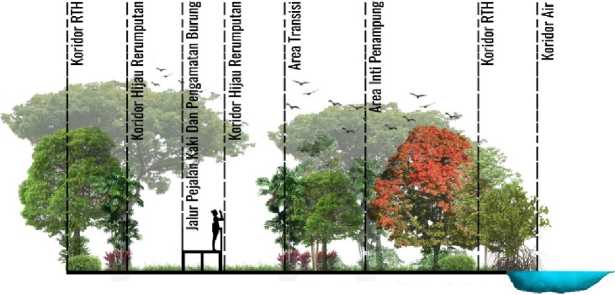 Koridor RTH
Koridor Hijau Rerumputan
Jalur Pejalan Kaki Dan Pengamatan Burung
Koridor Hijau Rerumputan
Area Transisi
Area Inti Penampung
Koridor RTH
Koridor Air